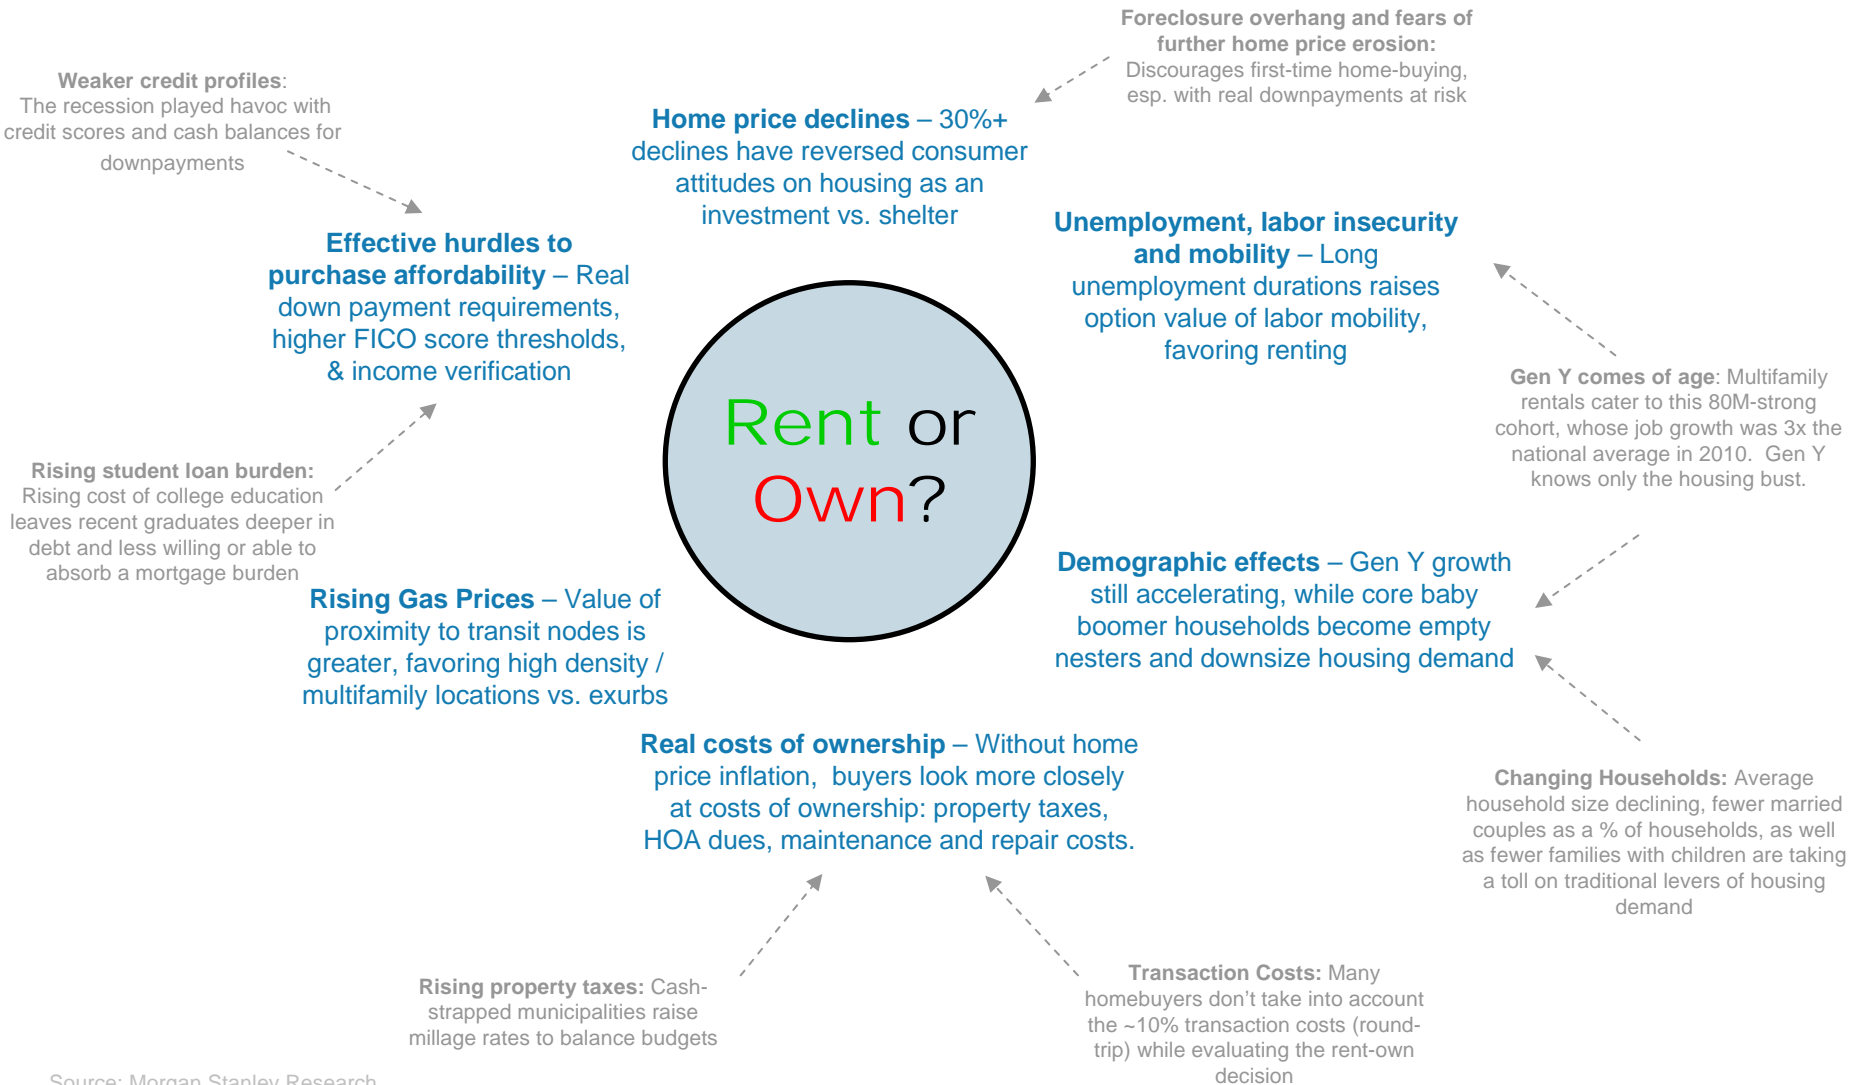 Foreclosure overhang and fears of
further home price erosion:
Discourages first-time home-buying,
esp. with real downpayments at risk
Weaker credit profiles:
The recession played havoc with
credit scores and cash balances for
downpayments
Home price declines – 30%+
declines have reversed consumer
attitudes on housing as an
investment vs. shelter
Effective hurdles to
purchase affordability – Real
down payment requirements,
higher FICO score thresholds,
& income verification
Unemployment, labor insecurity
and mobility – Long
unemployment durations raises
option value of labor mobility,
favoring renting
Rent or
Own?
Gen Y comes of age: Multifamily
rentals cater to this 80M-strong
cohort, whose job growth was 3x the
national average in 2010.  Gen Y
knows only the housing bust.
Rising student loan burden:
Rising cost of college education
leaves recent graduates deeper in
debt and less willing or able to
absorb a mortgage burden
Demographic effects – Gen Y growth
still accelerating, while core baby
boomer households become empty
nesters and downsize housing demand
Rising Gas Prices – Value of
proximity to transit nodes is
greater, favoring high density /
multifamily locations vs. exurbs
Real costs of ownership – Without home
price inflation,  buyers look more closely
at costs of ownership: property taxes,
HOA dues, maintenance and repair costs.
Changing Households: Average
household size declining, fewer married
couples as a % of households, as well
as fewer families with children are taking
a toll on traditional levers of housing
demand
Rising property taxes: Cash-
strapped municipalities raise
millage rates to balance budgets
Transaction Costs: Many
homebuyers don’t take into account
the ~10% transaction costs (round-
trip) while evaluating the rent-own
decision
Source: Morgan Stanley Research